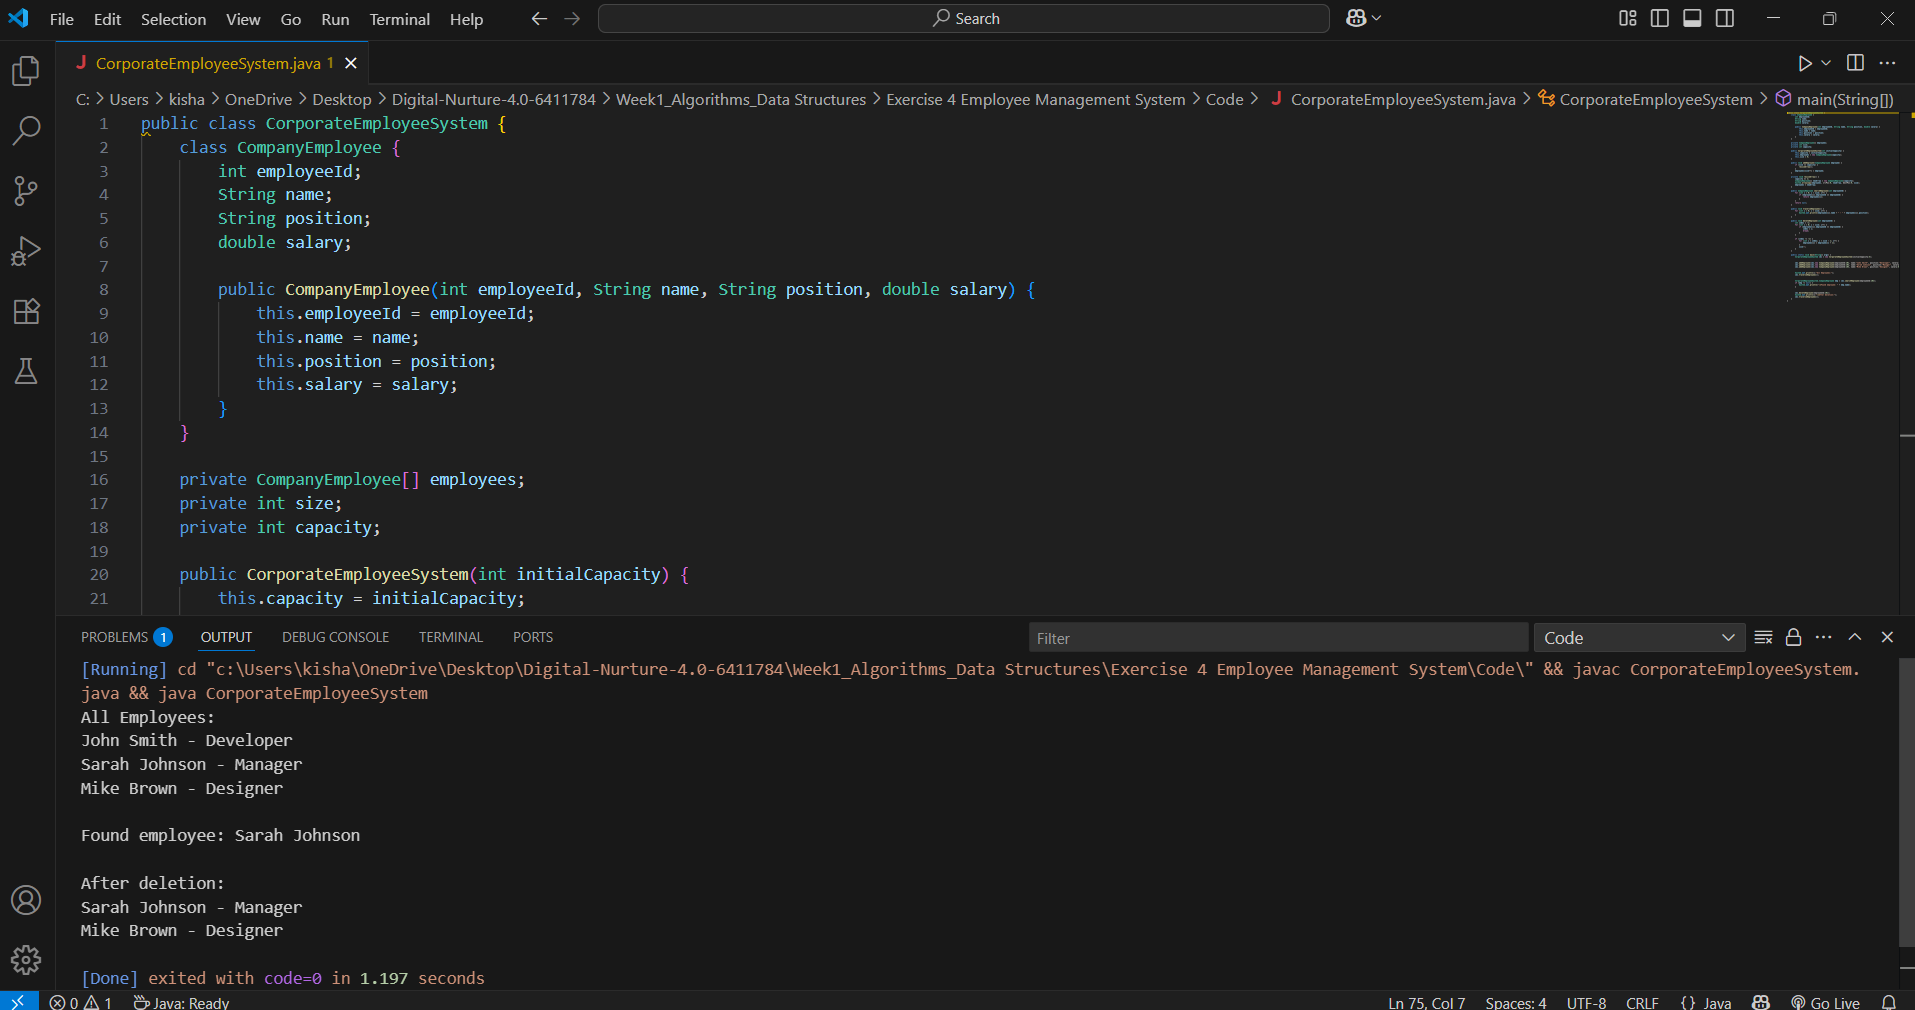 File Edit Selection View Go Run Terminal Help
Search
CorporateEmployeeSystem.java 1
C: > Users > kisha > OneDrive > Desktop > Digital-Nurture-4.0-6411784 > Week1_Algorithms_Data Structures > Exercise 4 Employee Management System > Code > J CorporateEmployeeSystem.java > CorporateEmployeeSystem > main(String[])
1 public class CorporateEmployeeSystem {
2 class CompanyEmployee {
3 int employeeId;
4 String name;
5 String position;
6 double salary;
7
8 public CompanyEmployee(int employeeId, String name, String position, double salary) {
9 this.employeeId = employeeId;
10 this.name = name;
11 this.position = position;
12 this.salary = salary;
13 }
14 }
15
16 private CompanyEmployee[] employees;
17 private int size;
18 private int capacity;
19
20 public CorporateEmployeeSystem(int initialCapacity) {
21 this.capacity = initialCapacity;
PROBLEMS 1 OUTPUT DEBUG CONSOLE TERMINAL PORTS
Filter
Code
[Running] cd "c:\Users\kisha\OneDrive\Desktop\Digital-Nurture-4.0-6411784\Week1_Algorithms_Data Structures\Exercise 4 Employee Management System\Code\" && javac CorporateEmployeeSystem.
java && java CorporateEmployeeSystem
All Employees:
John Smith - Developer
Sarah Johnson - Manager
Mike Brown - Designer
Found employee: Sarah Johnson
After deletion:
Sarah Johnson - Manager
Mike Brown - Designer
[Done] exited with code=0 in 1.197 seconds
0 1 Java: Ready
Ln 75, Col 7 Spaces: 4 UTF-8 CRLF {} Java Go Live